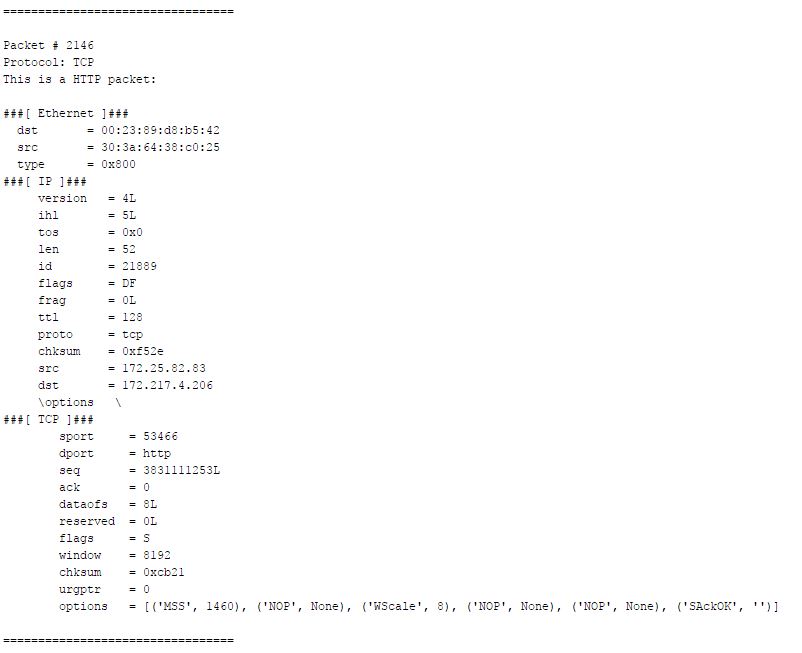 =================================
Packet # 2146
Protocol: TCP
This is a HTTP packet:
###[ Ethernet ]###
dst = 00:23:89:d8:b5:42
src = 30:3a:64:38:c0:25
type = 0x800
###[ IP ]###
version = 4L
ihl = 5L
tos = 0x0
len = 52
id = 21889
flags = DF
frag = 0L
ttl = 128
proto = tcp
chksum = 0xf52e
src = 172.25.82.83
dst = 172.217.4.206
\options \
###[ TCP ]###
sport = 53466
dport = http
seq = 3831111253L
ack = 0
dataofs = 8L
reserved = 0L
flags = S
window = 8192
chksum = 0xcb21
urgptr = 0
options = [('MSS', 1460), ('NOP', None), ('WScale', 8), ('NOP', None), ('NOP', None), ('SAckOK', '')]
=================================